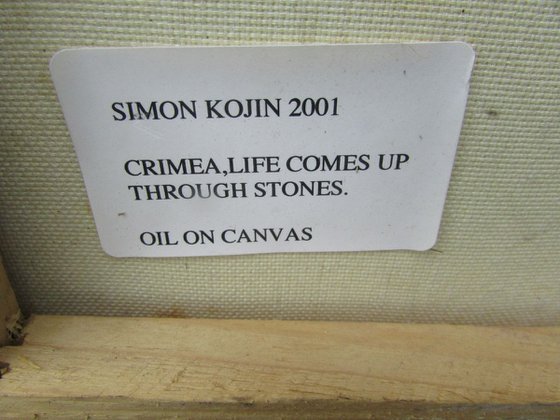 SIMON KOJIN 2001
CRIMEA,LIFE COMES UP
THROUGH STONES.
OIL ON CANVAS